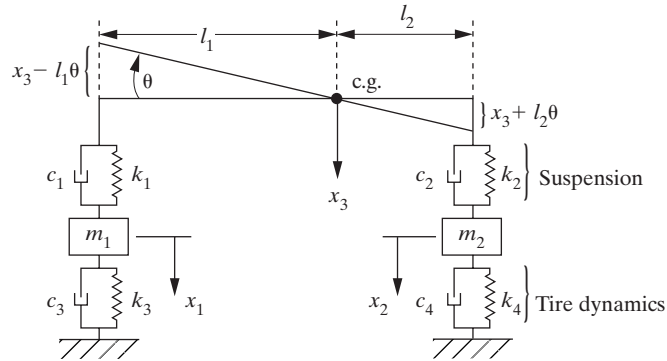 l₁
l₂
x₃ − l₁θ
θ
c.g.
x₃ + l₂θ
c₁
k₁
x₃
c₂
k₂
Suspension
m₁
m₂
c₃
k₃
x₁
x₂
c₄
k₄
Tire dynamics